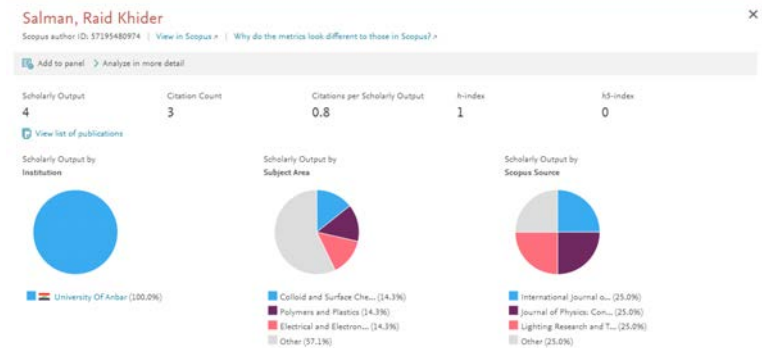 Salman, Raid Khider
Scopus author ID: 57195480974 | View in Scopus ↗ | Why do the metrics look different to those in Scopus? ↗
Add to panel > Analyze in more detail
Scholarly Output
Citation Count
Citations per Scholarly Output
h-index
h5-index
4
3
0.8
1
0
View list of publications
Scholarly Output by
Institution
Scholarly Output by
Subject Area
Scholarly Output by
Scopus Source
University Of Anbar (100.0%)
Colloid and Surface Che... (14.3%)
Polymers and Plastics (14.3%)
Electrical and Electron... (14.3%)
Other (57.1%)
International Journal o... (25.0%)
Journal of Physics: Con... (25.0%)
Lighting Research and T... (25.0%)
Other (25.0%)